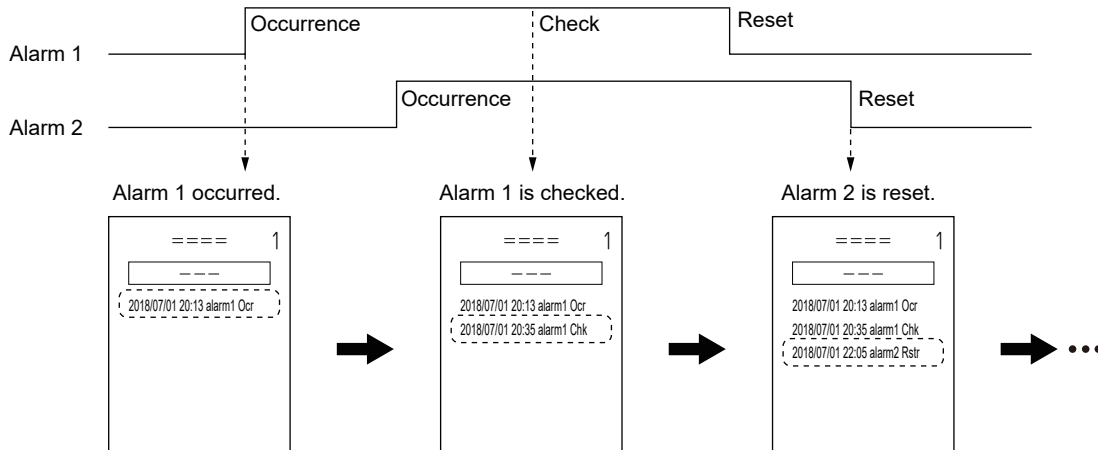 Occurrence
Check
Reset
Alarm 1
Occurrence
Reset
Alarm 2
Alarm 1 occurred.
Alarm 1 is checked.
Alarm 2 is reset.
==== 1
==== 1
==== 1
---
---
---
2018/07/01 20:13 alarm1 Ocr
2018/07/01 20:13 alarm1 Ocr
2018/07/01 20:35 alarm1 Chk
2018/07/01 20:13 alarm1 Ocr
2018/07/01 20:35 alarm1 Chk
2018/07/01 22:05 alarm2 Rstr
•••